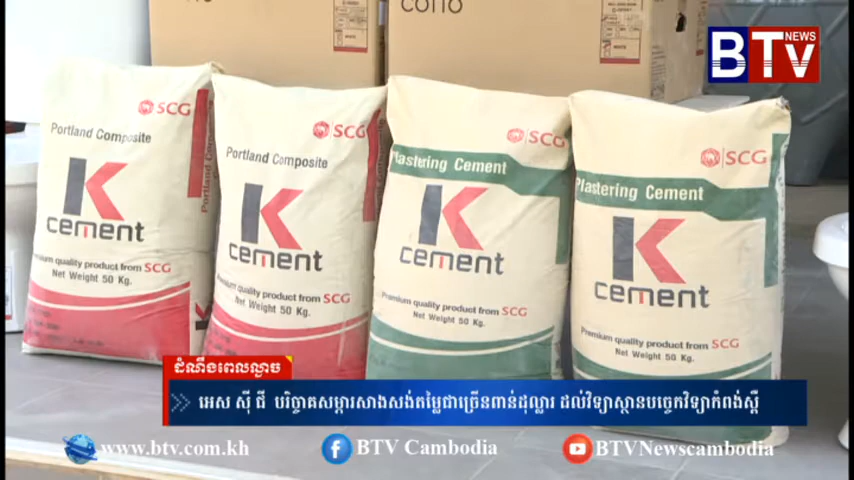 COTTO
BTV NEWS
SCG
Portland Composite
K
cement
Premium quality product from SCG
Net Weight 50 Kg.
Portland Composite
SCG
Portland Composite
K
cement
Premium quality product from SCG
Net Weight 50 Kg.
SCG
Plastering Cement
K
cement
Premium quality product from SCG
Net Weight 50 Kg.
SCG
Plastering Cement
K
cement
Premium quality product from SCG
Net Weight 50 Kg.
ដំណឹងពេលល្ងាច
អេស ស៊ី ជី បរិច្ចាគសម្ភារសាងសង់តម្លៃជាច្រើនពាន់ដុល្លារ ដល់វិទ្យាស្ថានបច្ចេកវិទ្យាកំពង់ស្ពឺ
www.btv.com.kh
BTV Cambodia
BTVNewscambodia